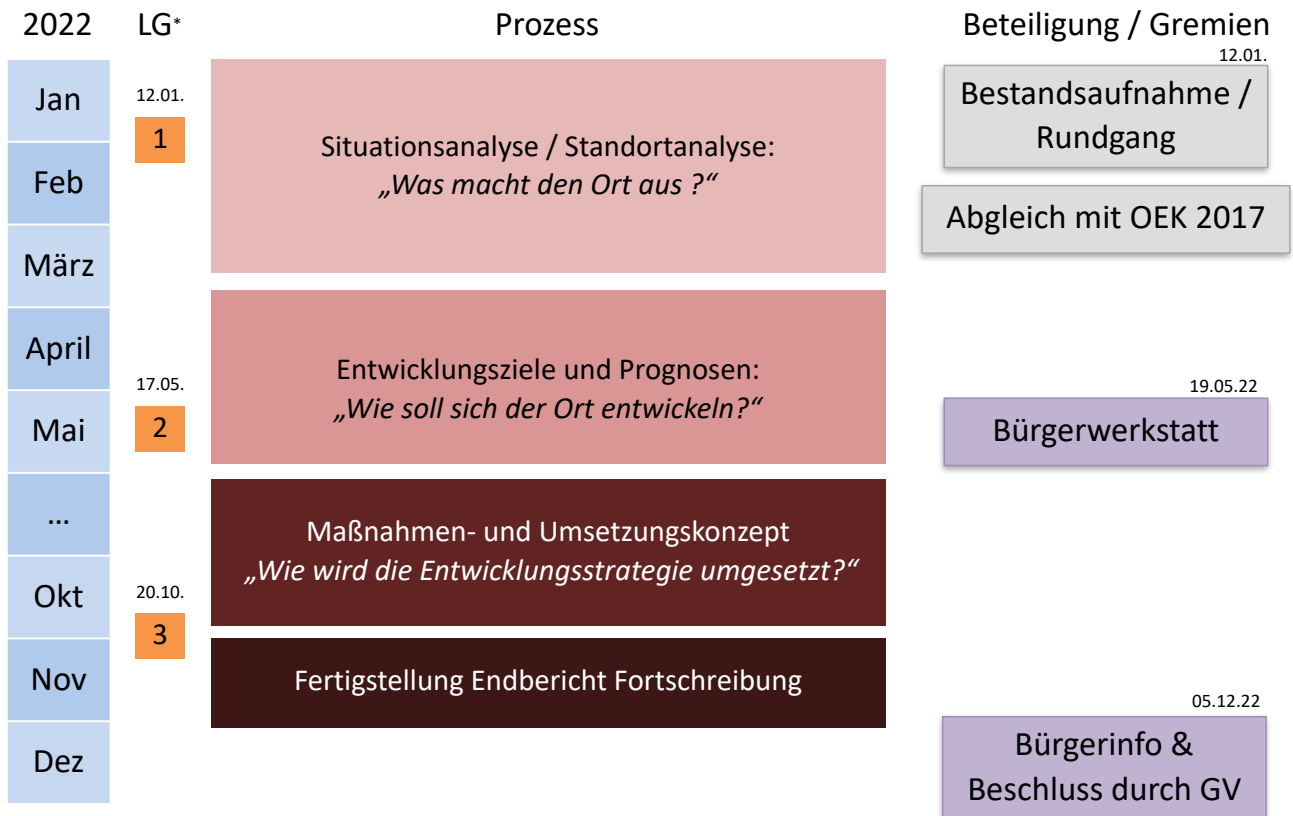 2022
LG*
Prozess
Beteiligung / Gremien
Jan
Feb
März
April
Mai
...
Okt
Nov
Dez
12.01.
1
17.05.
2
20.10.
3
Situationsanalyse / Standortanalyse:
„Was macht den Ort aus ?“
Entwicklungsziele und Prognosen:
„Wie soll sich der Ort entwickeln?“
Maßnahmen- und Umsetzungskonzept
„Wie wird die Entwicklungsstrategie umgesetzt?“
Fertigstellung Endbericht Fortschreibung
12.01.
Bestandsaufnahme /
Rundgang
Abgleich mit OEK 2017
19.05.22
Bürgerwerkstatt
05.12.22
Bürgerinfo &
Beschluss durch GV